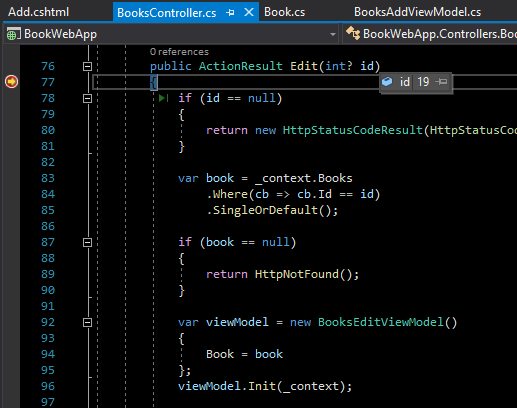 Add.cshtml BooksController.cs Book.cs BooksAddViewModel.cs
BookWebApp BookWebApp.Controllers.Boo
0 references
76 public ActionResult Edit(int? id)
77 {
id 19
78 if (id == null)
79 {
80 return new HttpStatusCodeResult(HttpStatusCod
81 }
82
83 var book = _context.Books
84 .Where(cb => cb.Id == id)
85 .SingleOrDefault();
86
87 if (book == null)
88 {
89 return HttpNotFound();
90 }
91
92 var viewModel = new BooksEditViewModel()
93 {
94 Book = book
95 };
96 viewModel.Init(_context);
97